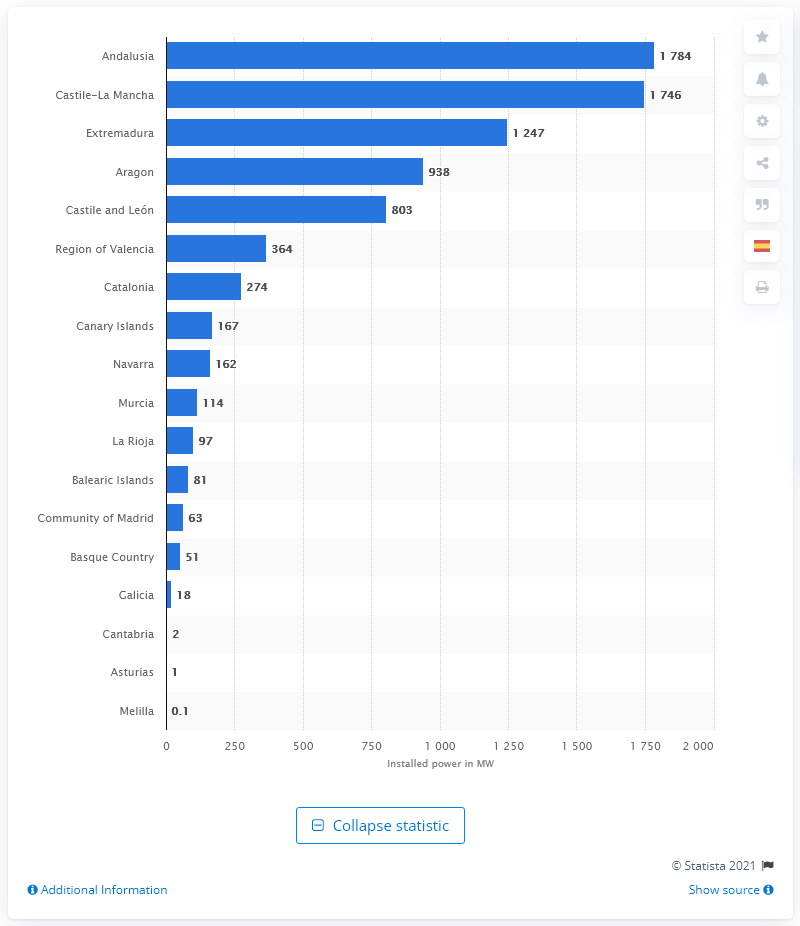 Andalusia 1 784
Castile-La Mancha 1 746
Extremadura 1 247
Aragon 938
Castile and León 803
Region of Valencia 364
Catalonia 274
Canary Islands 167
Navarra 162
Murcia 114
La Rioja 97
Balearic Islands 81
Community of Madrid 63
Basque Country 51
Galicia 18
Cantabria 2
Asturias 1
Melilla 0.1
0 250 500 750 1 000 1 250 1 500 1 750 2 000
Installed power in MW
Collapse statistic
© Statista 2021
Additional Information Show source